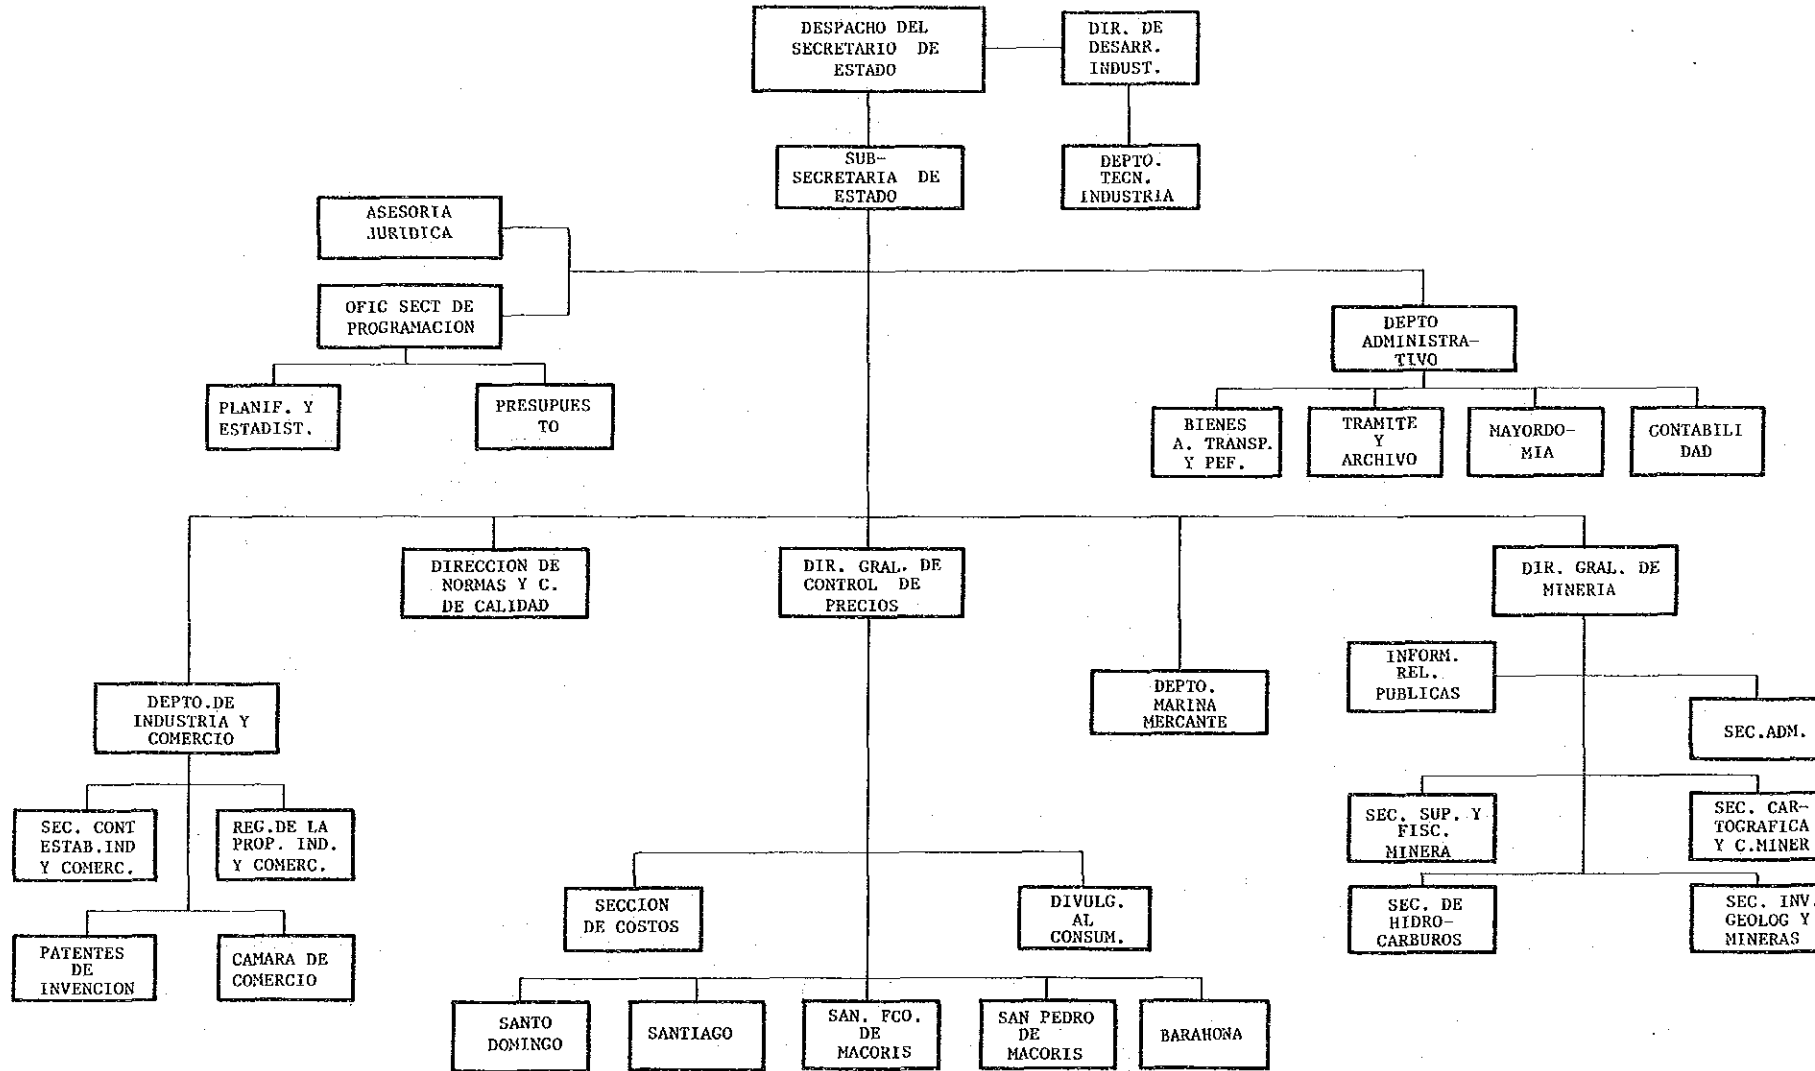 DESPACHO DEL
SECRETARIO DE
ESTADO
DIR. DE
DESARR.
INDUST.
SUB-
SECRETARIA DE
ESTADO
DEPTO.
TECN.
INDUSTRIA
ASESORIA
JURIDICA
OFIC SECT DE
PROGRAMACION
PLANIF. Y
ESTADIST.
PRESUPUES
TO
DEPTO
ADMINISTRA-
TIVO
BIENES
A. TRANSP.
Y PEF.
TRAMITE
Y
ARCHIVO
MAYORDO-
MIA
CONTABILI
DAD
DIRECCION DE
NORMAS Y C.
DE CALIDAD
DIR. GRAL. DE
CONTROL DE
PRECIOS
DIR. GRAL. DE
MINERIA
DEPTO.DE
INDUSTRIA Y
COMERCIO
DEPTO.
MARINA
MERCANTE
INFORM.
REL.
PUBLICAS
SEC.ADM.
SEC. CONT
ESTAB.IND
Y COMERC.
REG.DE LA
PROP. IND.
Y COMERC.
SEC. SUP. Y
FISC.
MINERA
SEC. CAR-
TOGRAFICA
Y C.MINER
PATENTES
DE
INVENCION
CAMARA DE
COMERCIO
SECCION
DE COSTOS
DIVULG.
AL
CONSUM.
SEC. DE
HIDRO-
CARBUROS
SEC. INV.
GEOLOG Y
MINERAS
SANTO
DOMINGO
SANTIAGO
SAN. FCO.
DE
MACORIS
SAN PEDRO
DE
MACORIS
BARAHONA